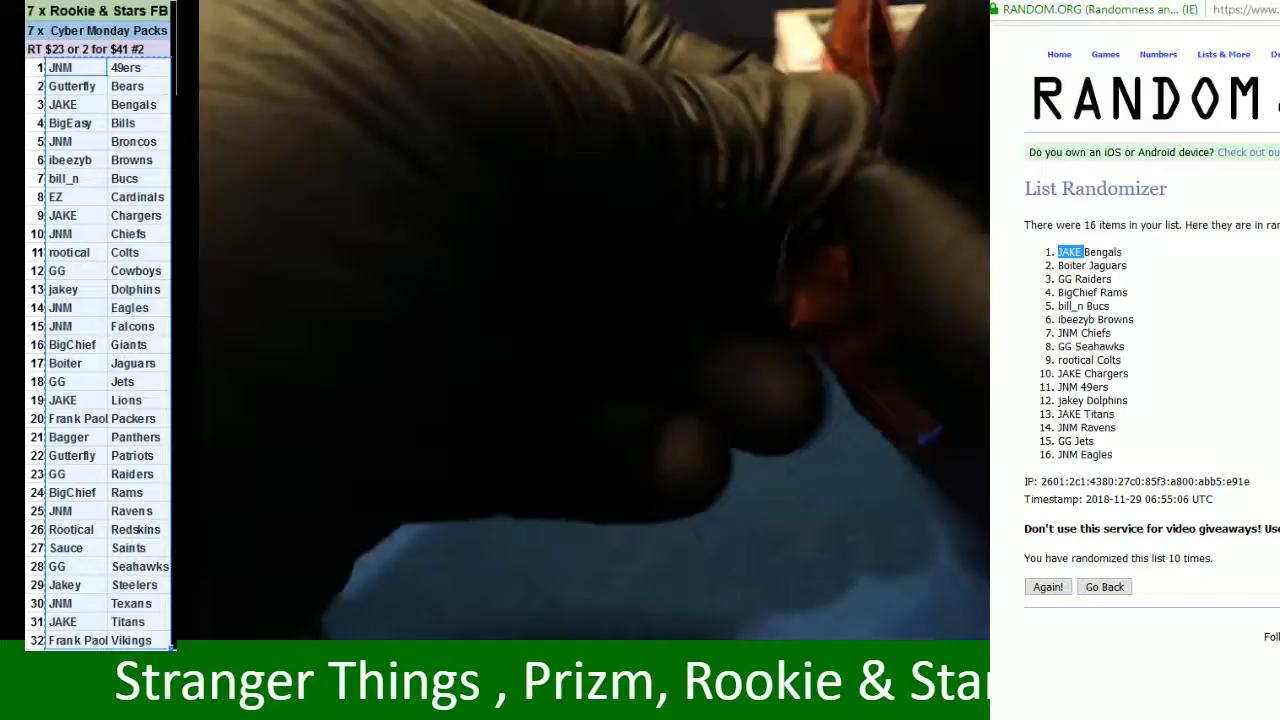 7 x Rookie & Stars FB
7 x Cyber Monday Packs
RT $23 or 2 for $41 #2
1 JNM 49ers
2 Gutterfly Bears
3 JAKE Bengals
4 BigEasy Bills
5 JNM Broncos
6 ibeezyb Browns
7 bill_n Bucs
8 EZ Cardinals
9 JAKE Chargers
10 JNM Chiefs
11 rootical Colts
12 GG Cowboys
13 jakey Dolphins
14 JNM Eagles
15 JNM Falcons
16 BigChief Giants
17 Boiter Jaguars
18 GG Jets
19 JAKE Lions
20 Frank Paol Packers
21 Bagger Panthers
22 Gutterfly Patriots
23 GG Raiders
24 BigChief Rams
25 JNM Ravens
26 Rootical Redskins
27 Sauce Saints
28 GG Seahawks
29 Jakey Steelers
30 JNM Texans
31 JAKE Titans
32 Frank Paol Vikings
Stranger Things , Prizm, Rookie & Star
RANDOM.ORG (Randomness an... (IE) https://www.
Home Games Numbers Lists & More
RANDOM
Do you own an iOS or Android device? Check out ou
List Randomizer
There were 16 items in your list. Here they are in ran
1. JAKE Bengals
2. Boiter Jaguars
3. GG Raiders
4. BigChief Rams
5. bill_n Bucs
6. ibeezyb Browns
7. JNM Chiefs
8. GG Seahawks
9. rootical Colts
10. JAKE Chargers
11. JNM 49ers
12. jakey Dolphins
13. JAKE Titans
14. JNM Ravens
15. GG Jets
16. JNM Eagles
IP: 2601:2c1:4380:27c0:85f3:a800:abb5:e91e
Timestamp: 2018-11-29 06:55:06 UTC
Don't use this service for video giveaways! Use
You have randomized this list 10 times.
Again! Go Back
Foll